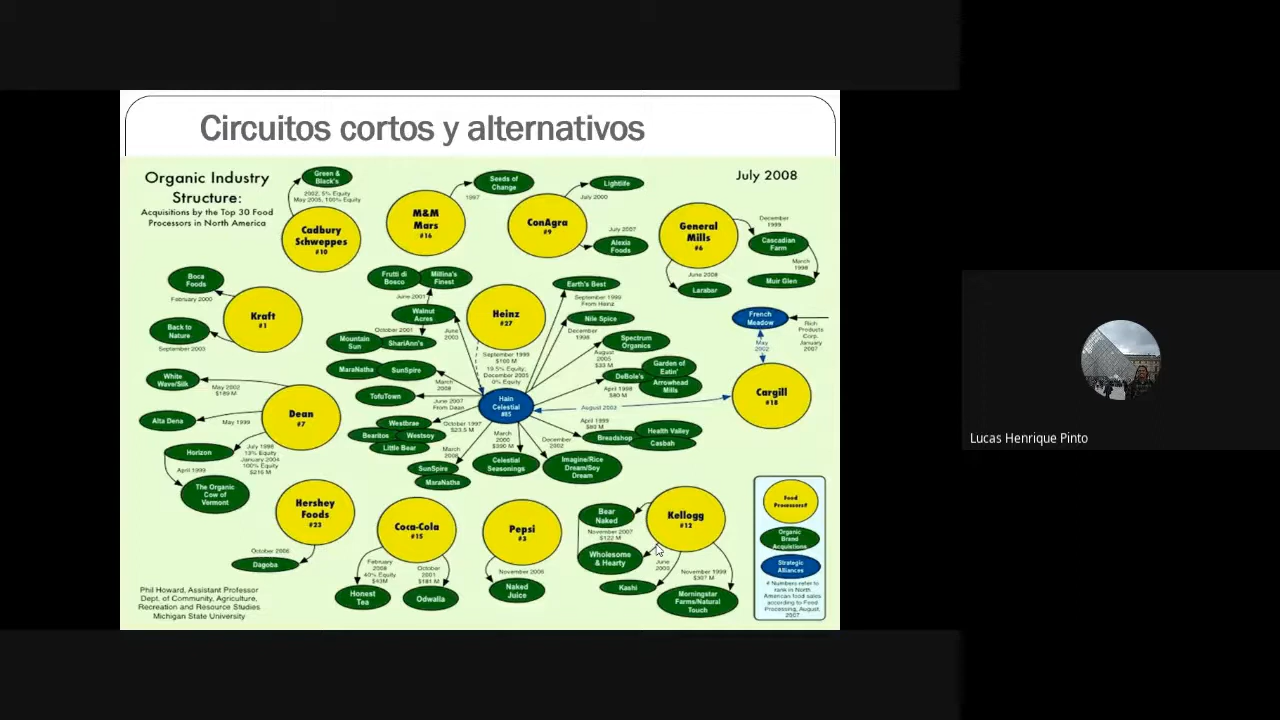 Circuitos cortos y alternativos
Organic Industry
Structure:
Acquisitions by the Top 30 Food
Processors in North America
July 2008
Green &
Black's
2002, 5% Equity
May 2005, 100% Equity
Cadbury
Schweppes
#10
M&M
Mars
#16
Seeds of
Change
1997
ConAgra
#9
Lightlife
July 2000
July 2007
Alexia
Foods
General
Mills
#6
December
1999
Cascadian
Farm
March
1998
Muir Glen
June 2008
Larabar
Boca
Foods
February 2000
Kraft
#1
Back to
Nature
September 2003
Frutti di
Bosco
Millina's
Finest
June 2001
Walnut
Acres
October 2001
Mountain
Sun
ShariAnn's
June
2003
Heinz
#27
September 1999
$100 M
19.5% Equity;
December 2005
0% Equity
Earth's Best
September 1999
From Heinz
Nile Spice
December
1998
Spectrum
Organics
August
2005
$33 M
DeBole's
Garden of
Eatin'
Arrowhead
Mills
April 1998
$80 M
French
Meadow
Rich
Products
Corp.
January
2007
May
2002
Cargill
#18
August 2003
MaraNatha
SunSpire
March
2008
TofuTown
June 2007
From Dean
Hain
Celestial
#85
Westbrae
Bearitos
Westsoy
Little Bear
October 1997
$23.5 M
SunSpire
MaraNatha
March
March
2000
$390 M
Celestial
Seasonings
December
2002
Imagine/Rice
Dream/Soy
Dream
April 1999
$80 M
Breadshop
Health Valley
Casbah
White
Wave/Silk
May 2002
$189 M
Alta Dena
May 1999
Dean
#7
Horizon
July 1998
13% Equity
January 2004
100% Equity
$216 M
April 1999
The Organic
Cow of
Vermont
Hershey
Foods
#23
October 2006
Dagoba
Coca-Cola
#15
February
2008
40% Equity
$43M
Honest
Tea
October
2001
$181 M
Odwalla
Pepsi
#3
November 2006
Naked
Juice
Kellogg
#12
Bear
Naked
November 2007
$122 M
Wholesome
& Hearty
June
2000
Kashi
November 1999
$307 M
Morningstar
Farms/Natural
Touch
Food
Processors#
Organic
Brand
Acquisitions
Strategic
Alliances
# Numbers refer to
rank in North
American food sales
according to Food
Processing, August,
2007
Phil Howard, Assistant Professor
Dept. of Community, Agriculture,
Recreation and Resource Studies
Michigan State University
Lucas Henrique Pinto